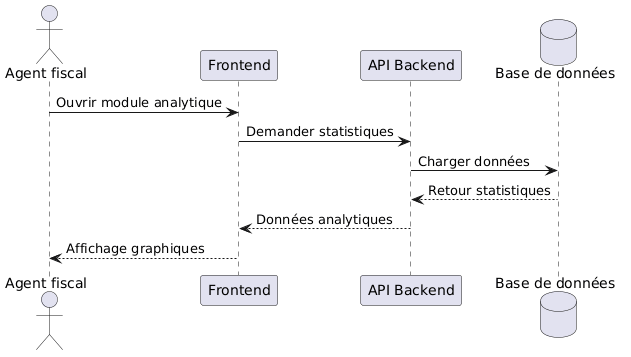 Agent fiscal
Frontend
API Backend
Base de données
Ouvrir module analytique
Demander statistiques
Charger données
Retour statistiques
Données analytiques
Affichage graphiques
Agent fiscal
Frontend
API Backend
Base de données